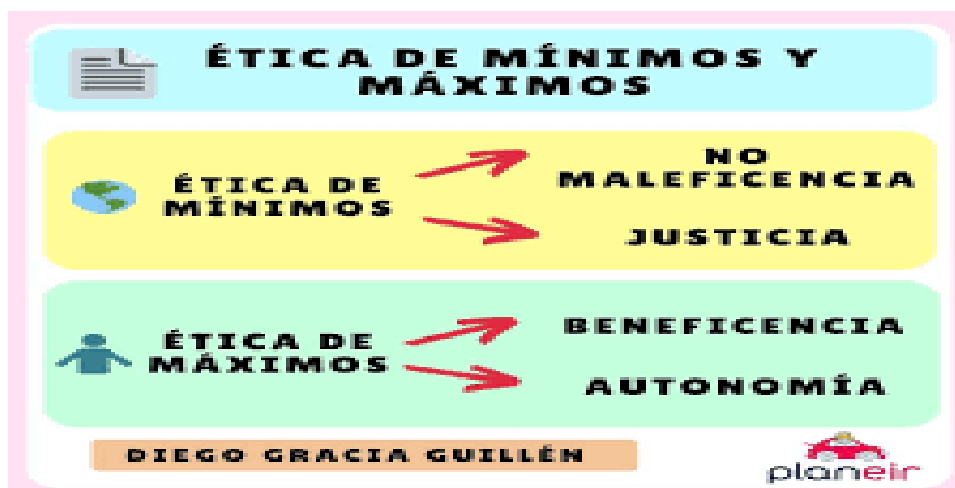 ÉTICA DE MÍNIMOS Y
MÁXIMOS
ÉTICA DE
MÍNIMOS
NO
MALEFICENCIA
JUSTICIA
ÉTICA DE
MÁXIMOS
BENEFICENCIA
AUTONOMÍA
DIEGO GRACIA GUILLÉN
planeir